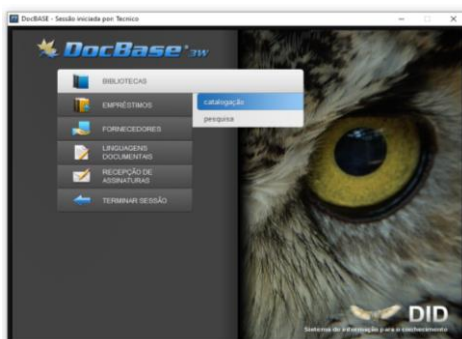 DocBASE - Sessão iniciada por: Tecnico
DocBase 3W
BIBLIOTECAS
EMPRÉSTIMOS
catalogação
pesquisa
FORNECEDORES
LINGUAGENS
DOCUMENTAIS
RECEPÇÃO DE
ASSINATURAS
TERMINAR SESSÃO
DID
Sistema de informação para o conhecimento